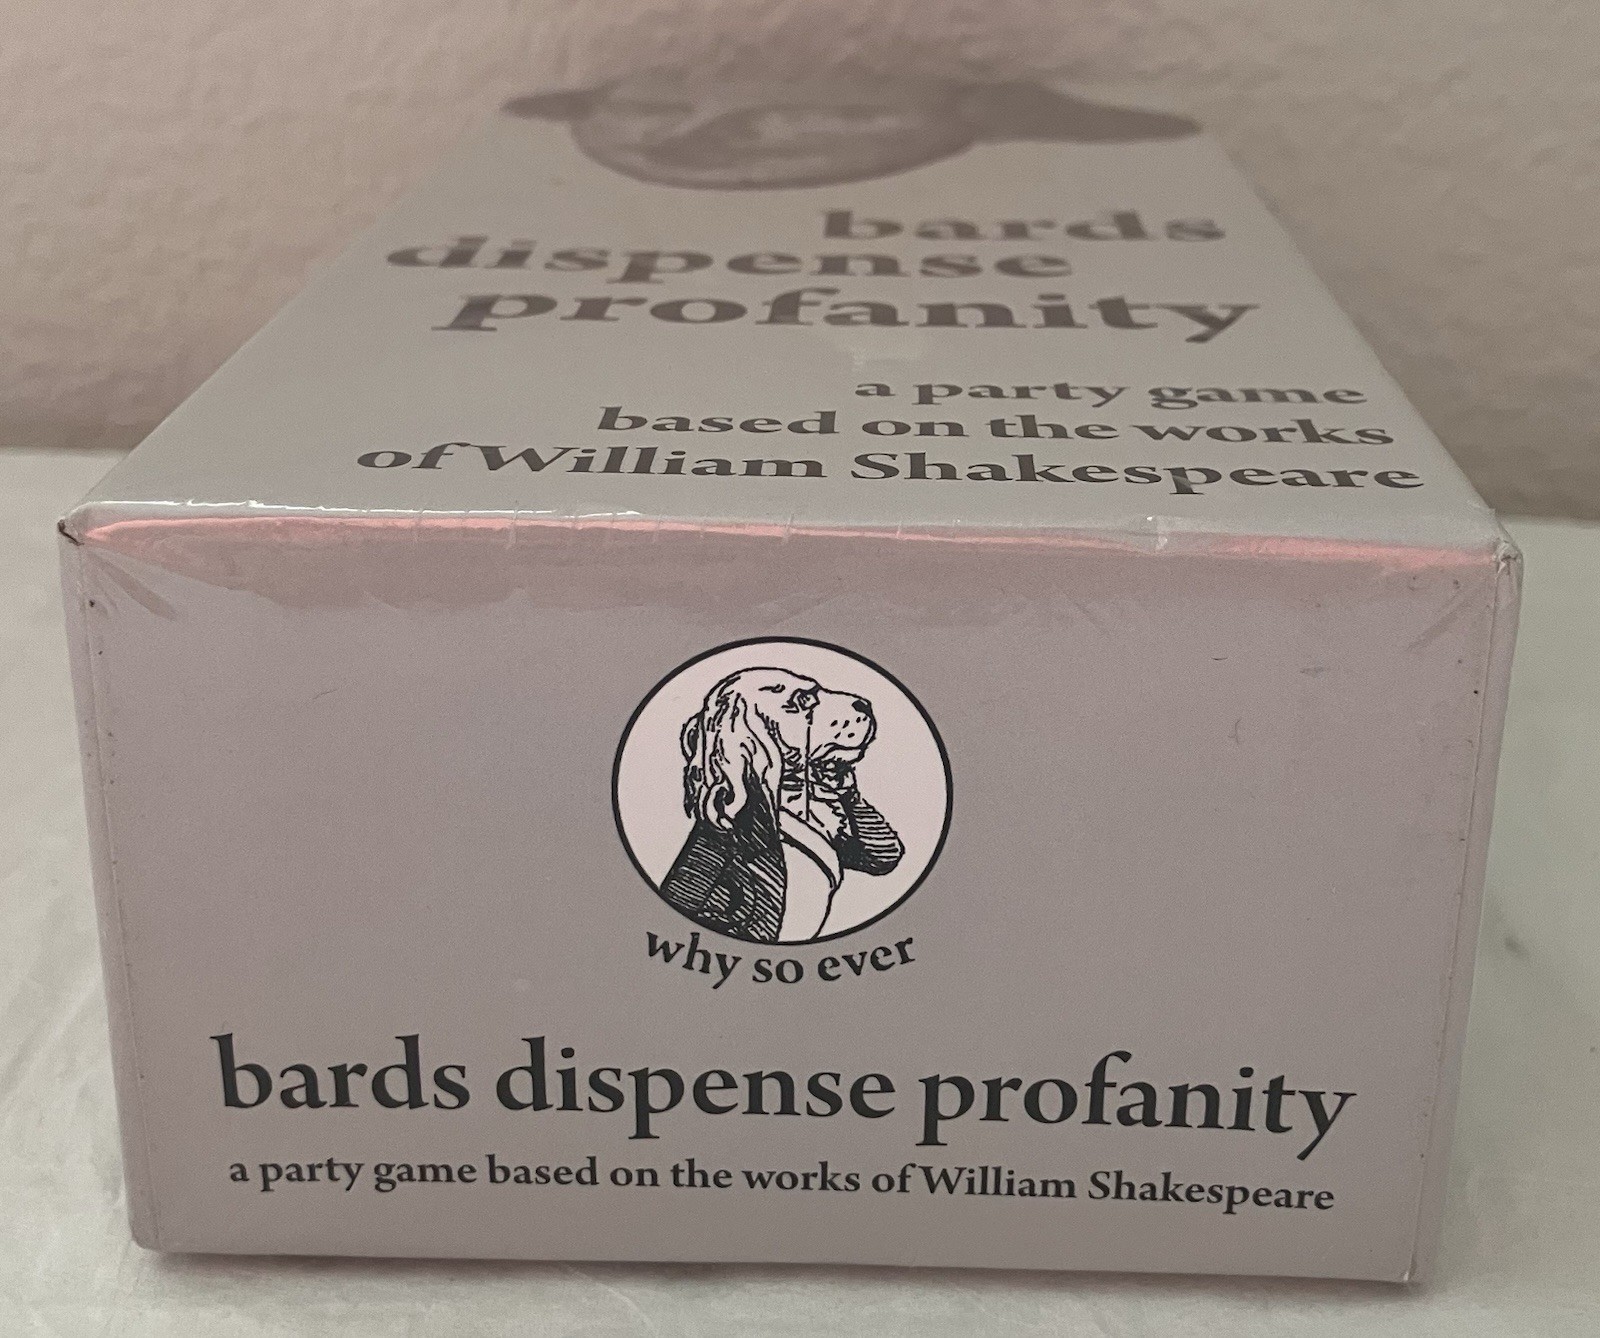 bards
dispense
profanity
a party game
based on the works
of William Shakespeare
why so ever
bards dispense profanity
a party game based on the works of William Shakespeare